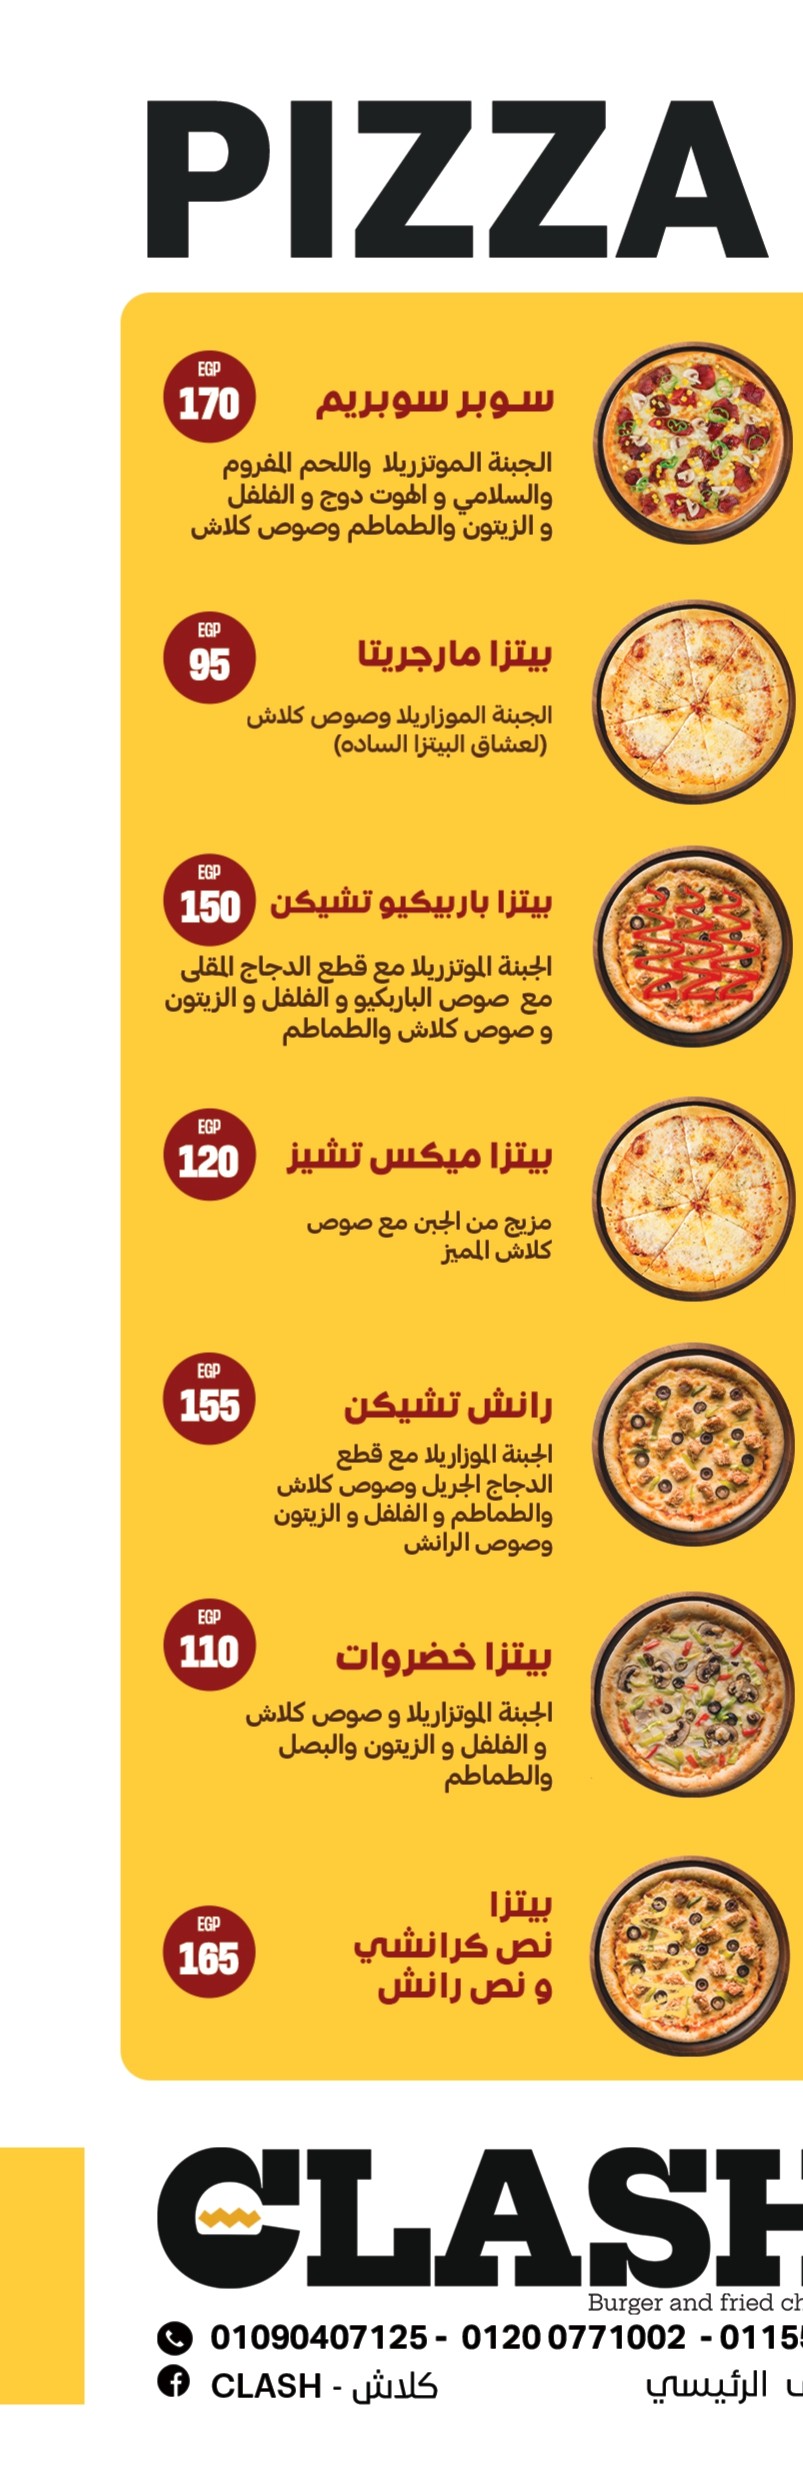 PIZZA
سوبر سوبريم
EGP
170
الجبنة الموتزريلا واللحم المفروم
والسلامي و الهوت دوج و الفلفل
و الزيتون والطماطم وصوص كلاش
بيتزا مارجريتا
EGP
95
الجبنة الموزاريلا وصوص كلاش
(لعشاق البيتزا الساده)
بيتزا باربيكيو تشيكن
EGP
150
الجبنة الموتزريلا مع قطع الدجاج المقلى
مع صوص الباربكيو و الفلفل و الزيتون
و صوص كلاش والطماطم
بيتزا ميكس تشيز
EGP
120
مزيج من الجبن مع صوص
كلاش المميز
رانش تشيكن
EGP
155
الجبنة الموزاريلا مع قطع
الدجاج الجريل وصوص كلاش
والطماطم و الفلفل و الزيتون
وصوص الرانش
بيتزا خضروات
EGP
110
الجبنة الموتزاريلا و صوص كلاش
و الفلفل و الزيتون والبصل
والطماطم
بيتزا
نص كرانشي
و نص رانش
EGP
165
CLASH
Burger and fried ch
01090407125 - 0120 0771002 - 01155
CLASH - كلاش
الرئيسي